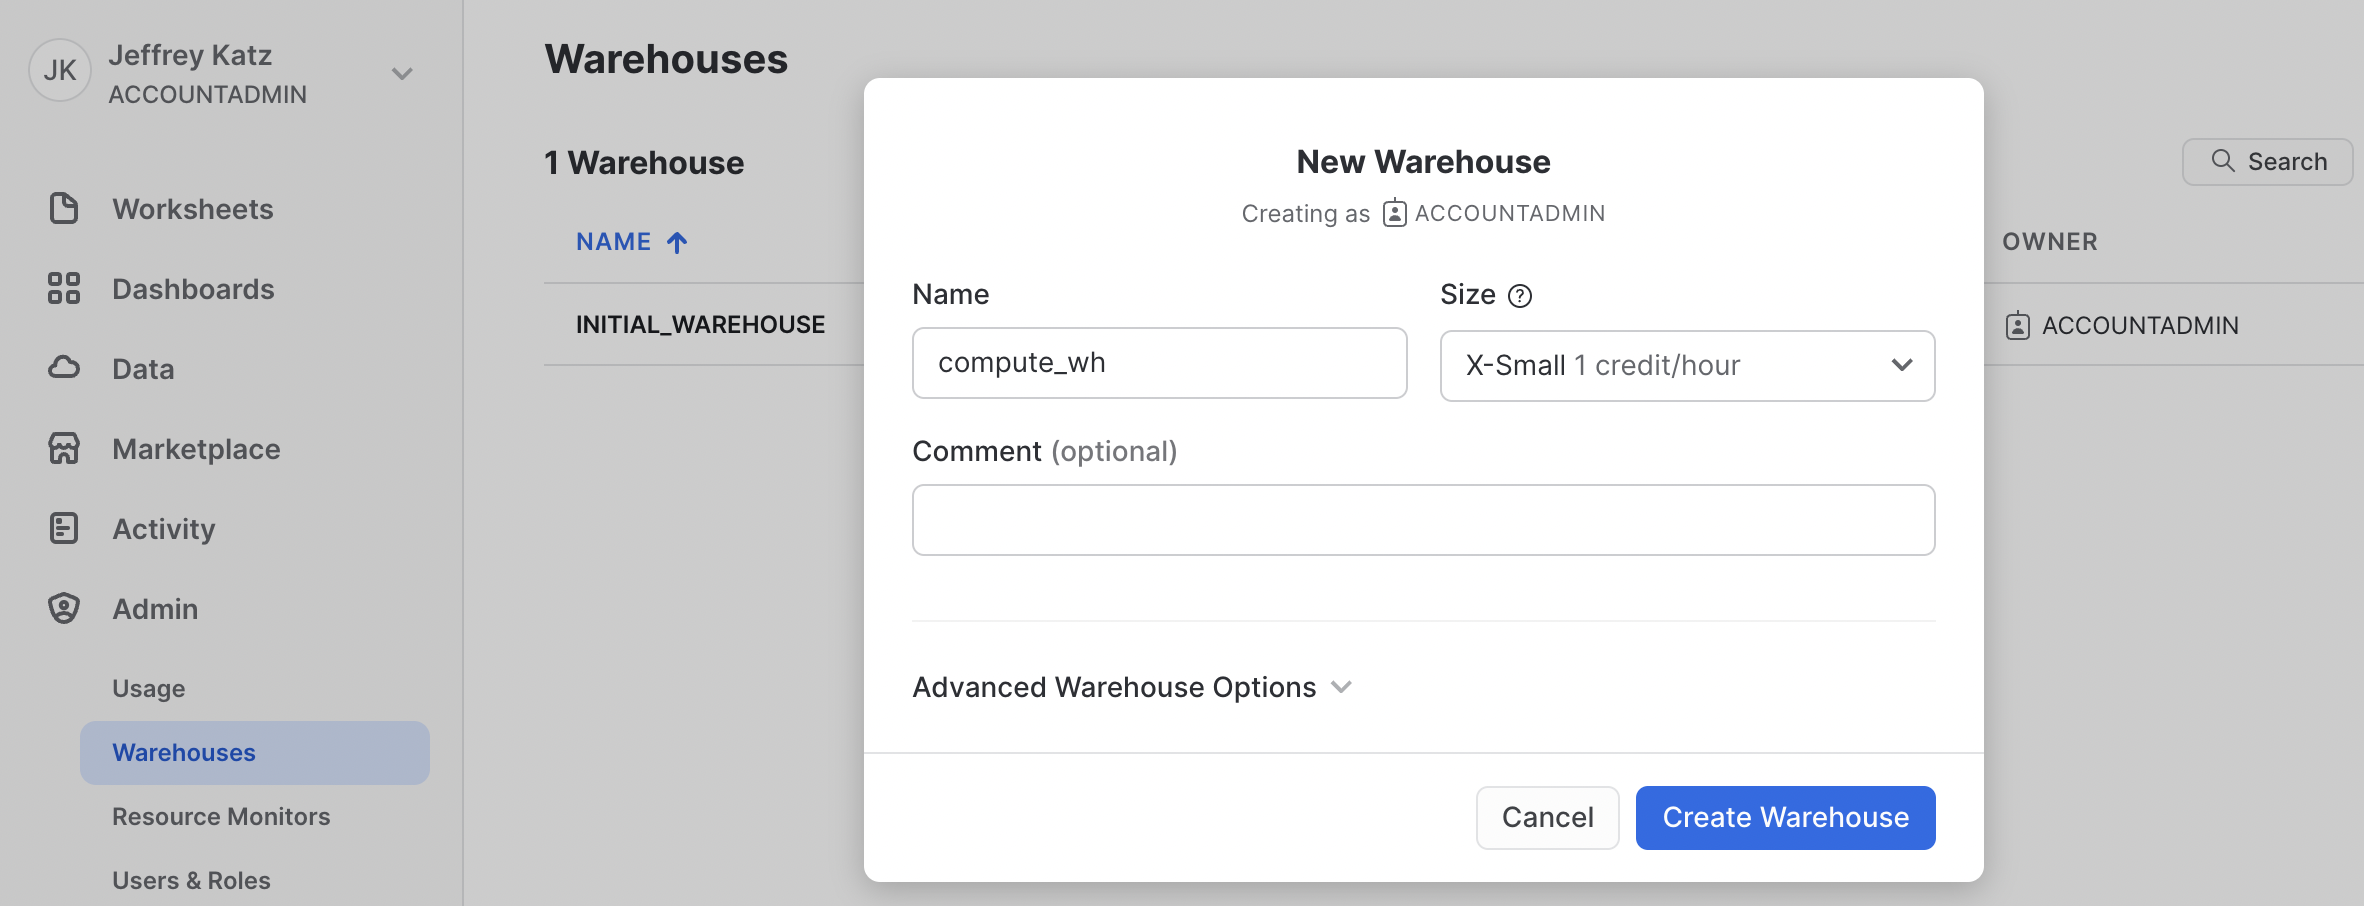 JK
Jeffrey Katz
ACCOUNTADMIN
Worksheets
Dashboards
Data
Marketplace
Activity
Admin
Usage
Warehouses
Resource Monitors
Users & Roles
Warehouses
1 Warehouse
Search
NAME
OWNER
INITIAL_WAREHOUSE
ACCOUNTADMIN
New Warehouse
Creating as ACCOUNTADMIN
Name
Size ?
compute_wh
X-Small 1 credit/hour
Comment (optional)
Advanced Warehouse Options
Cancel
Create Warehouse